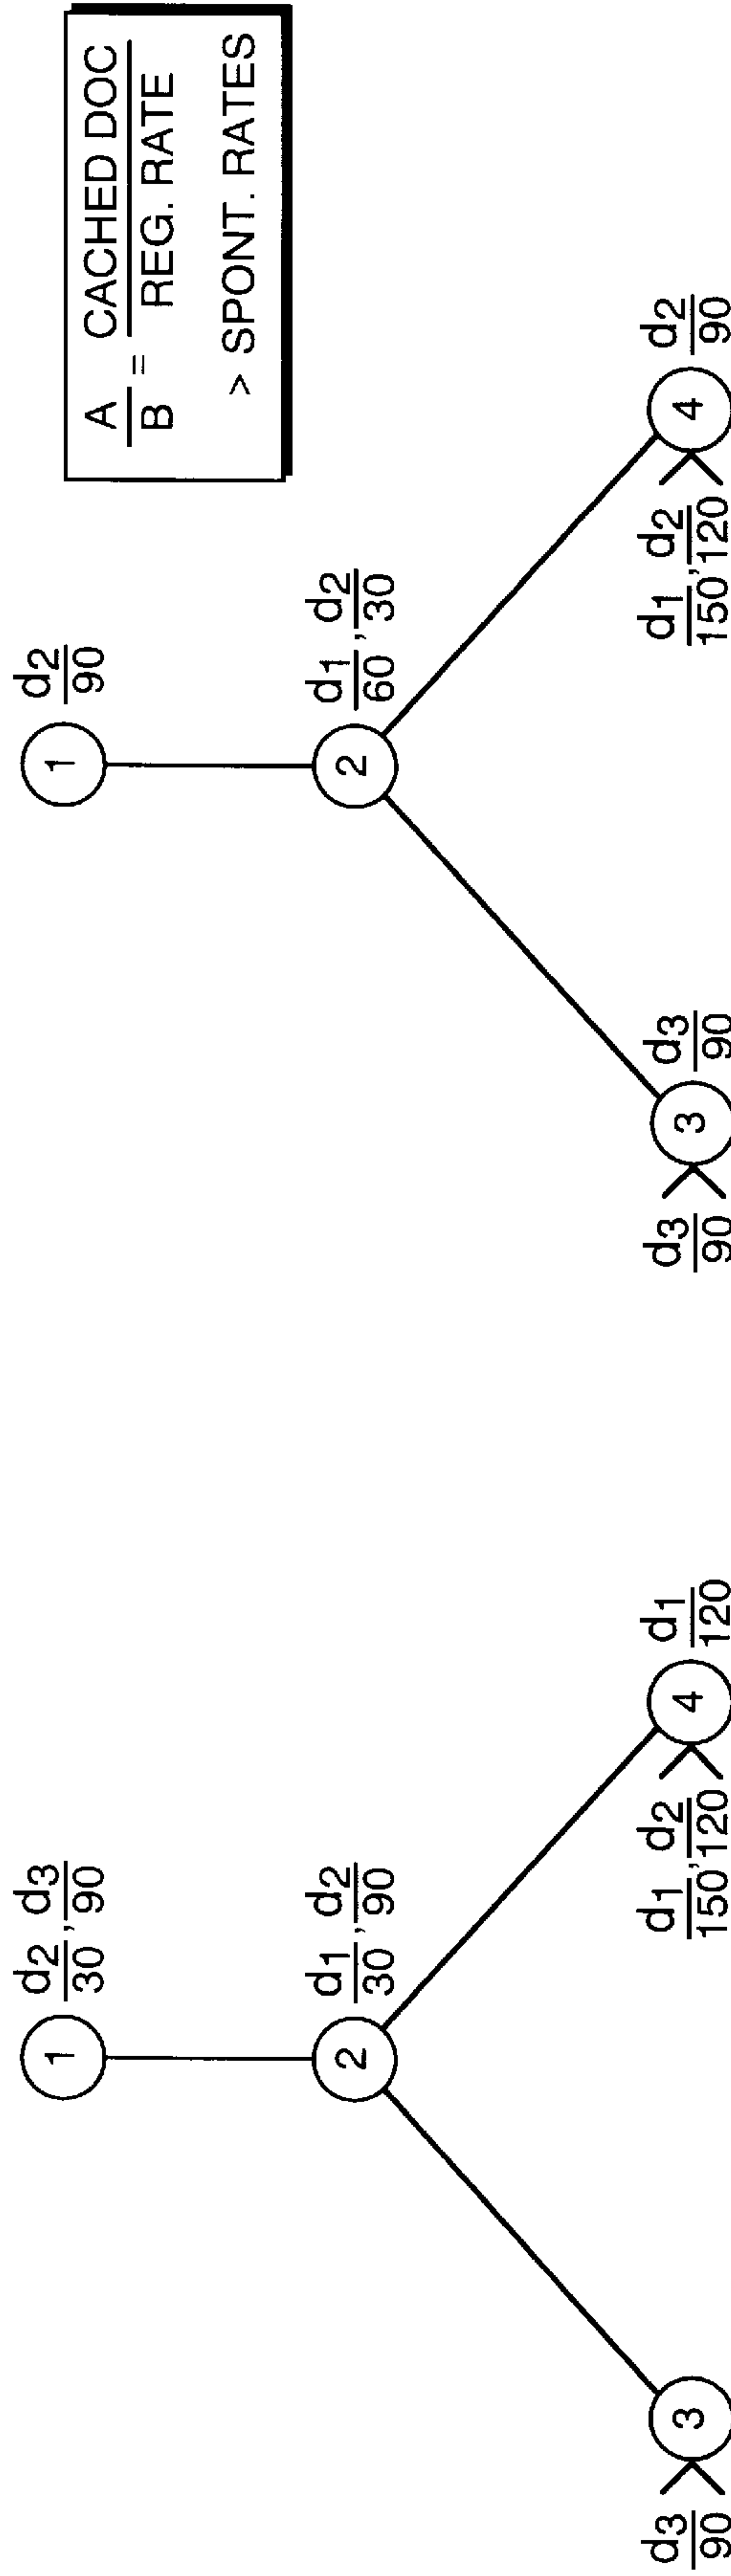 A/B = CACHED DOC/REG. RATE
> SPONT. RATES
1
d2/30, d3/90
2
d1/30, d2/90
d3/90
3
d1/150, d2/120
4
d1/120
1
d2/90
2
d1/60, d2/30
d3/90
3
d3/90
d1/150, d2/120
4
d2/90